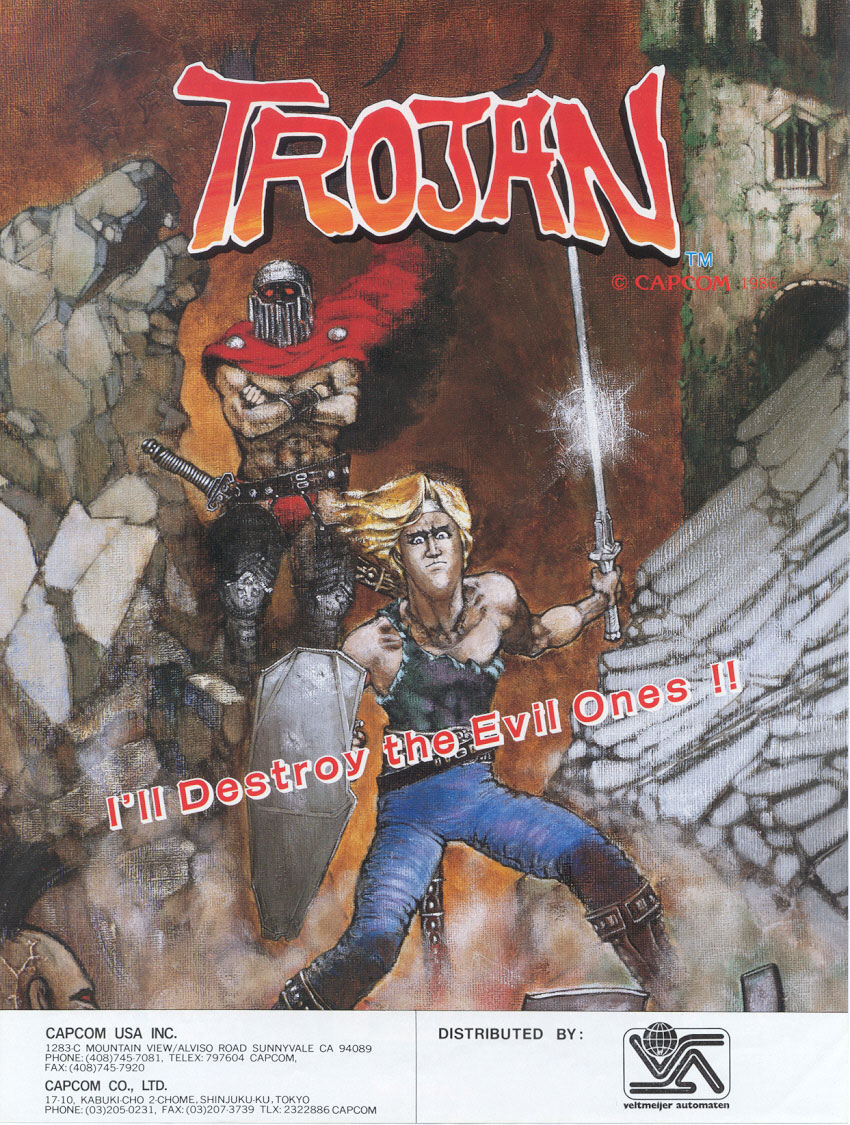 TROJAN
TM
© CAPCOM 1986
I'll Destroy the Evil Ones !!
CAPCOM USA INC.
1283-C MOUNTAIN VIEW/ALVISO ROAD SUNNYVALE CA 94089
PHONE:(408)745-7081, TELEX:797604 CAPCOM,
FAX:(408)745-7920
CAPCOM CO., LTD.
17-10, KABUKI-CHO 2-CHOME, SHINJUKU-KU, TOKYO
PHONE:(03)205-0231, FAX:(03)207-3739 TLX:2322886 CAPCOM
DISTRIBUTED BY:
veltmeijer automaten